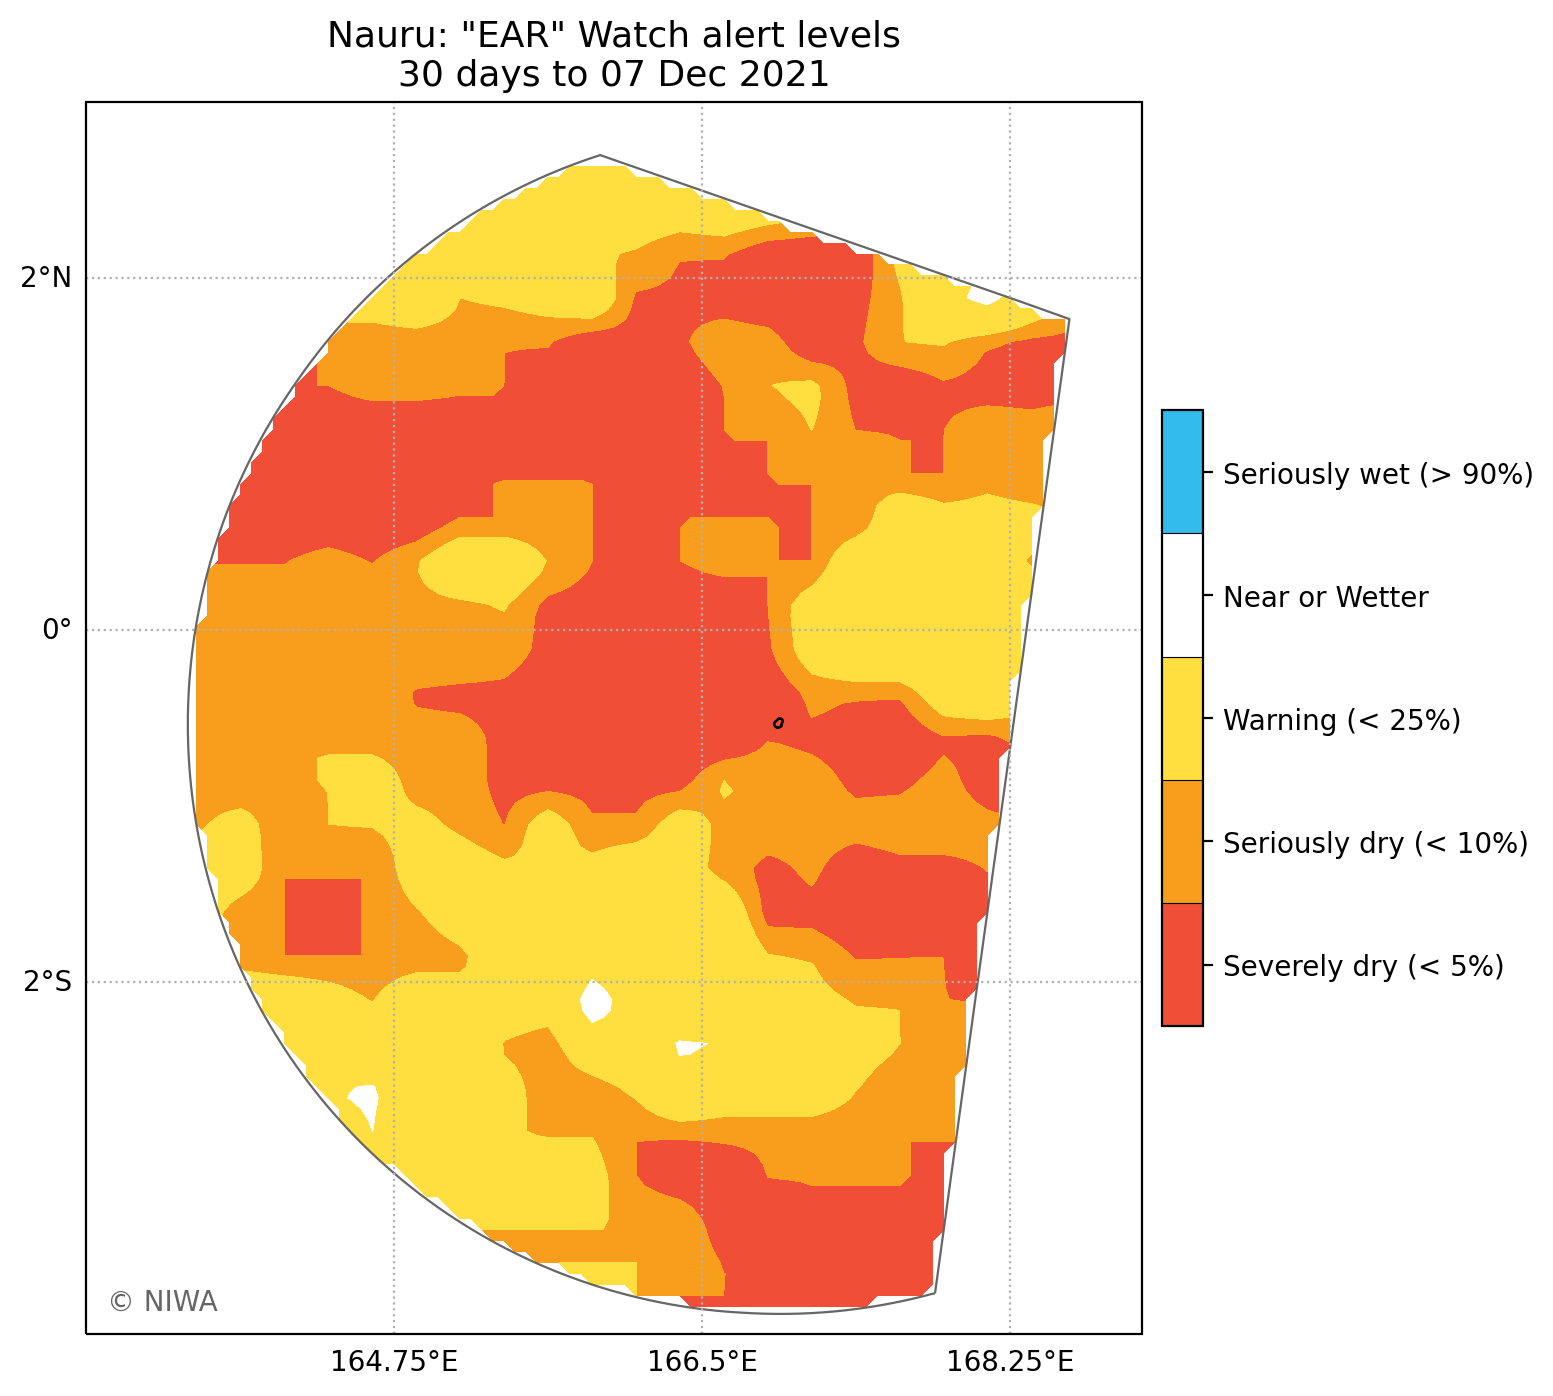 Nauru: "EAR" Watch alert levels
30 days to 07 Dec 2021
2°N
0°
2°S
164.75°E
166.5°E
168.25°E
© NIWA
Seriously wet (> 90%)
Near or Wetter
Warning (< 25%)
Seriously dry (< 10%)
Severely dry (< 5%)